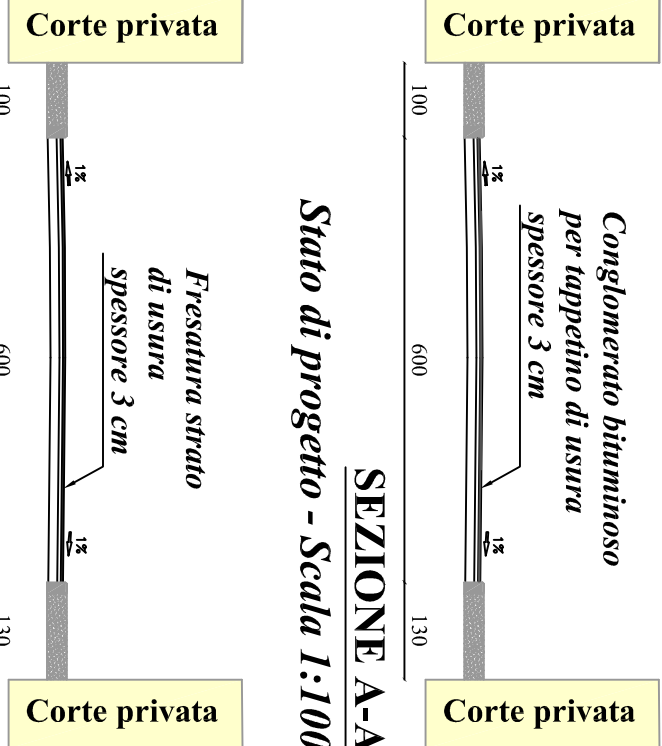 Corte privata
Corte privata
100
600
130
1%
1%
Conglomerato bituminoso
per tappetino di usura
spessore 3 cm
Corte privata
Corte privata
SEZIONE A-A
Stato di progetto - Scala 1:100
Fresatura strato
di usura
spessore 3 cm
1%
1%
100
600
130